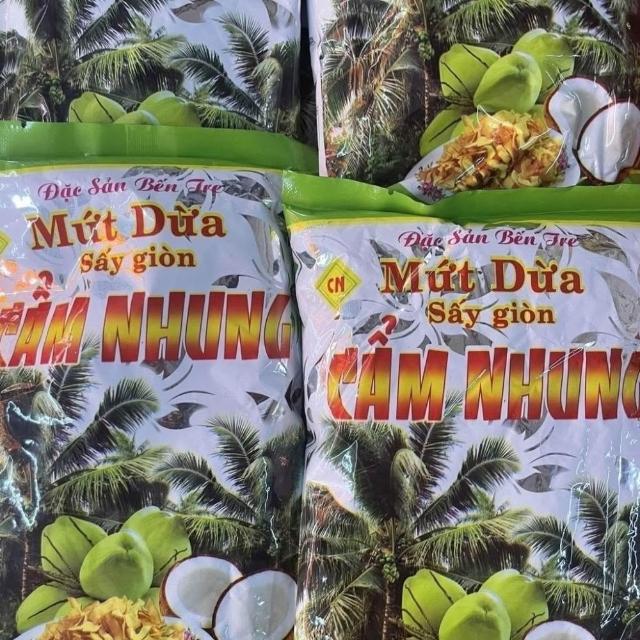 Đặc Sản Bến Tre
Mứt Dừa
Sấy giòn
CẨM NHUNG
Đặc Sản Bến Tre
CN
Mứt Dừa
Sấy giòn
CẨM NHUNG